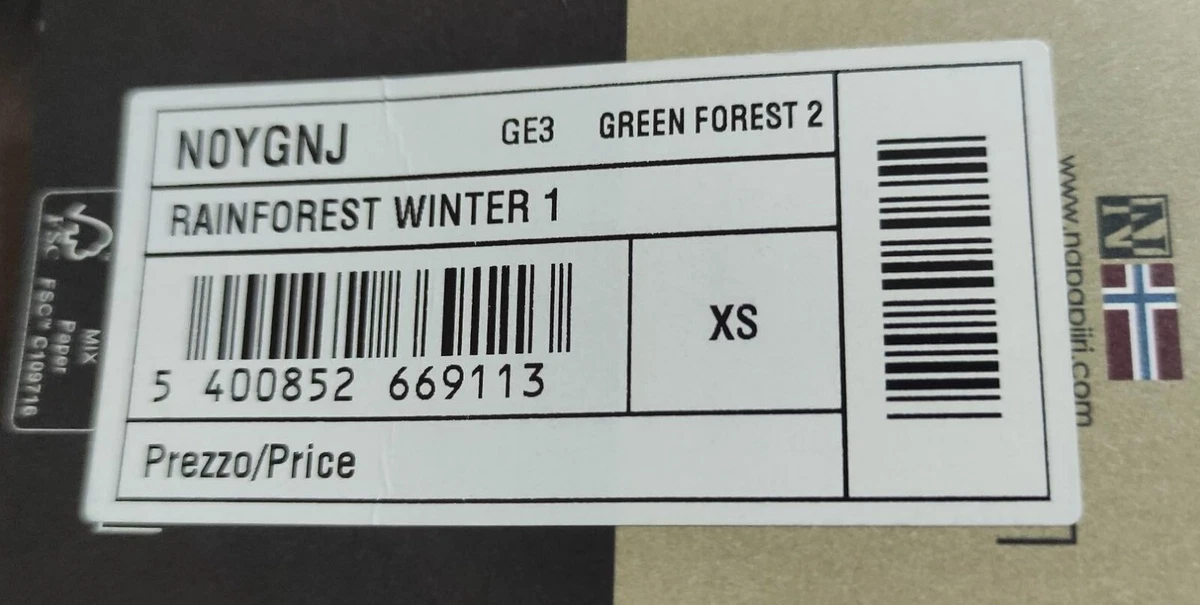 N0YGNJ GE3 GREEN FOREST 2
RAINFOREST WINTER 1
XS
5 400852 669113
Prezzo/Price
FSC
MIX
Paper
FSC™ C109716
www.napapijri.com
N